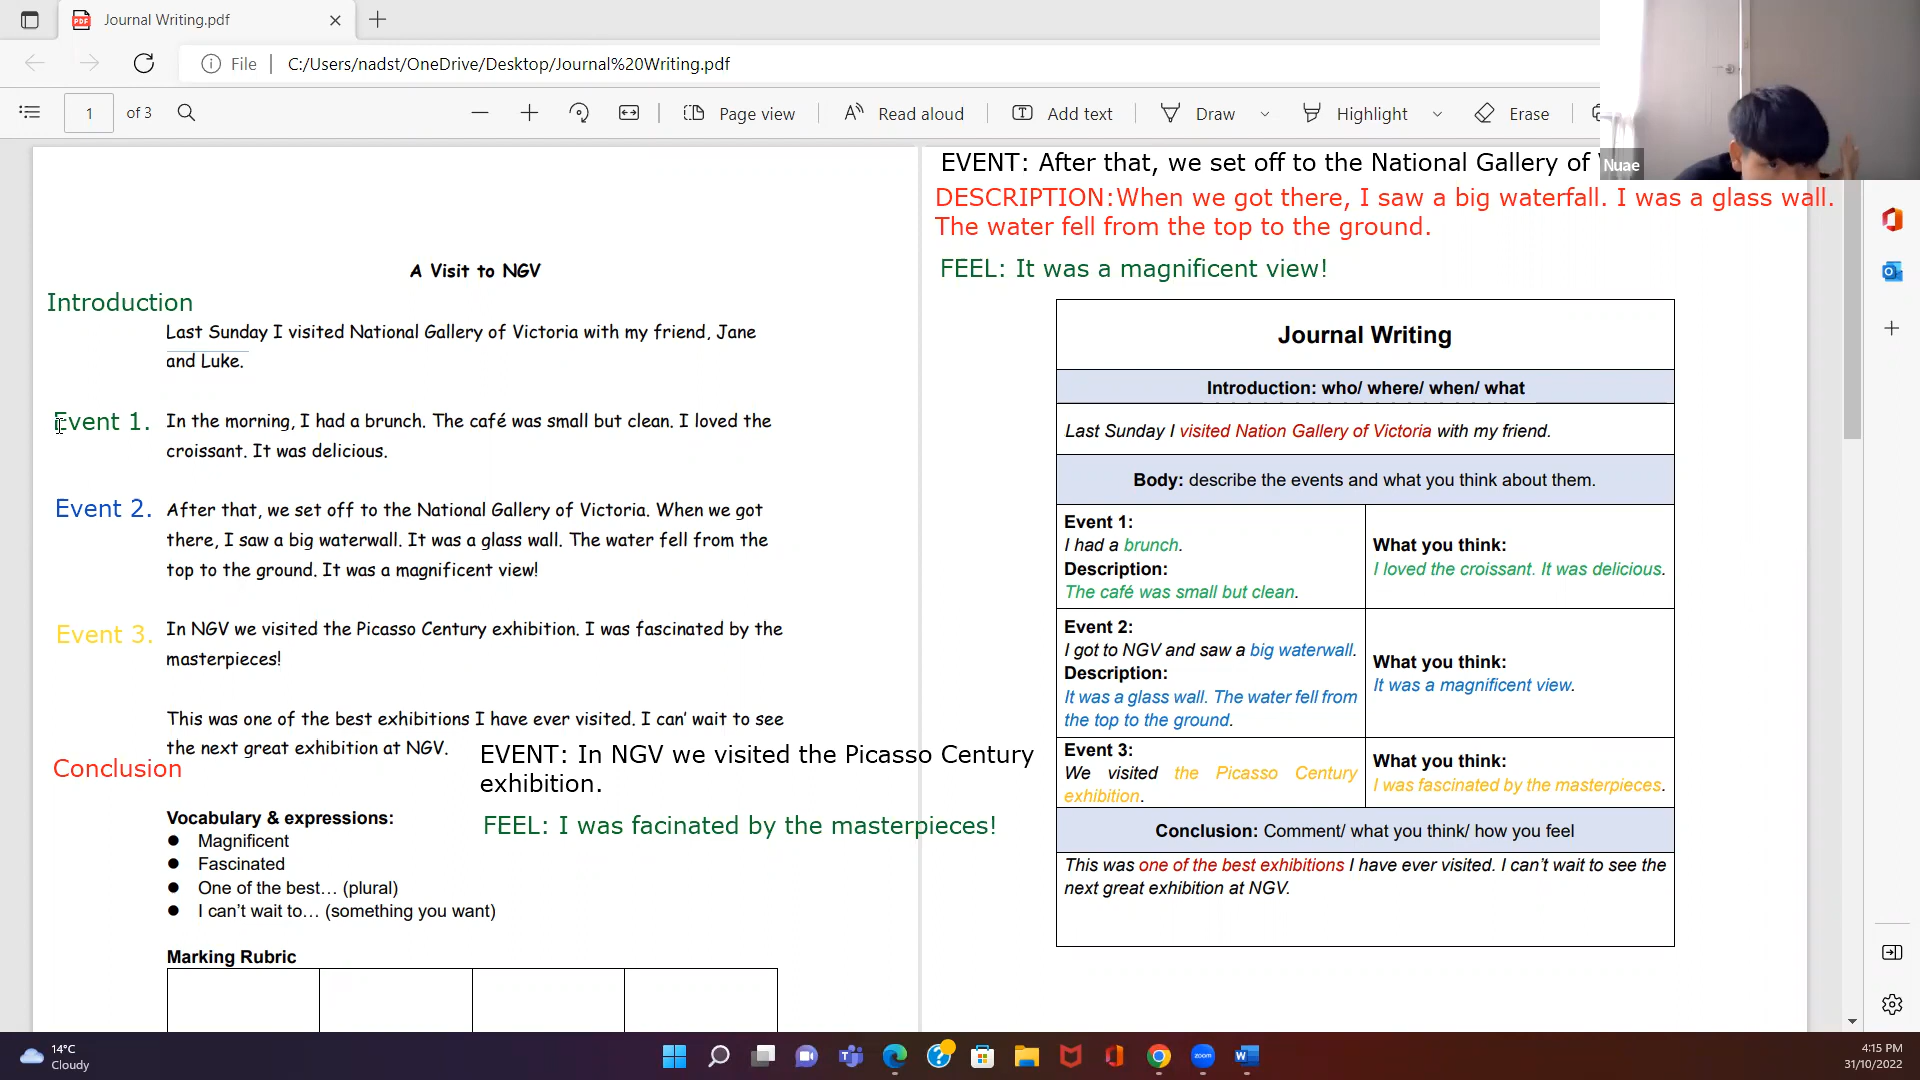 Journal Writing.pdf
File
C:/Users/nadst/OneDrive/Desktop/Journal%20Writing.pdf
1 of 3
Page view
Read aloud
Add text
Draw
Highlight
Erase
Nuae
A Visit to NGV
Introduction
Last Sunday I visited National Gallery of Victoria with my friend, Jane
and Luke.
Event 1.
In the morning, I had a brunch. The café was small but clean. I loved the
croissant. It was delicious.
Event 2.
After that, we set off to the National Gallery of Victoria. When we got
there, I saw a big waterwall. It was a glass wall. The water fell from the
top to the ground. It was a magnificent view!
Event 3.
In NGV we visited the Picasso Century exhibition. I was fascinated by the
masterpieces!
This was one of the best exhibitions I have ever visited. I can' wait to see
the next great exhibition at NGV.
Conclusion
EVENT: In NGV we visited the Picasso Century
exhibition.
FEEL: I was facinated by the masterpieces!
Vocabulary & expressions:
● Magnificent
● Fascinated
● One of the best… (plural)
● I can't wait to… (something you want)
Marking Rubric
EVENT: After that, we set off to the National Gallery of
DESCRIPTION:When we got there, I saw a big waterfall. I was a glass wall.
The water fell from the top to the ground.
FEEL: It was a magnificent view!
Journal Writing
Introduction: who/ where/ when/ what
Last Sunday I visited Nation Gallery of Victoria with my friend.
Body: describe the events and what you think about them.
Event 1:
I had a brunch.
Description:
The café was small but clean.
What you think:
I loved the croissant. It was delicious.
Event 2:
I got to NGV and saw a big waterwall.
Description:
It was a glass wall. The water fell from
the top to the ground.
What you think:
It was a magnificent view.
Event 3:
We visited the Picasso Century
exhibition.
What you think:
I was fascinated by the masterpieces.
Conclusion: Comment/ what you think/ how you feel
This was one of the best exhibitions I have ever visited. I can't wait to see the
next great exhibition at NGV.
14°C
Cloudy
zoom
4:15 PM
31/10/2022